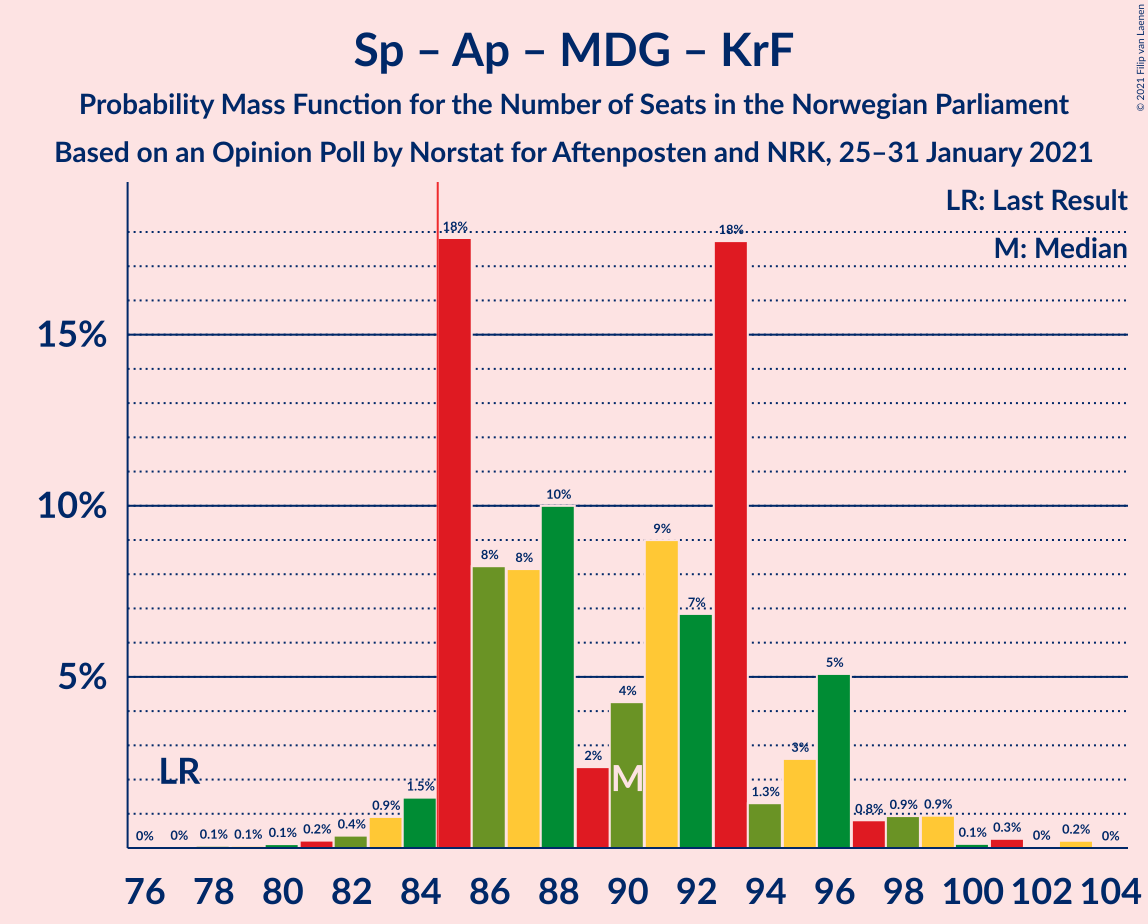 Sp – Ap – MDG – KrF
Probability Mass Function for the Number of Seats in the Norwegian Parliament
Based on an Opinion Poll by Norstat for Aftenposten and NRK, 25–31 January 2021
© 2021 Filip van Laenen
LR: Last Result
M: Median
15%
10%
5%
LR
M
0% 0% 0.1% 0.1% 0.1% 0.2% 0.4% 0.9% 1.5% 18% 8% 8% 10% 2% 4% 9% 7% 18% 1.3% 3% 5% 0.8% 0.9% 0.9% 0.1% 0.3% 0% 0.2% 0%
76 78 80 82 84 86 88 90 92 94 96 98 100 102 104